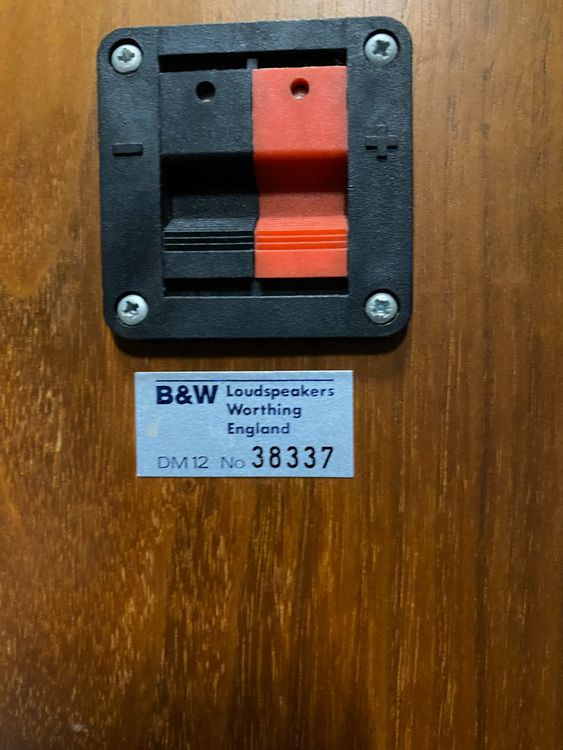 - +
B&W Loudspeakers
Worthing
England
DM12 No 38337